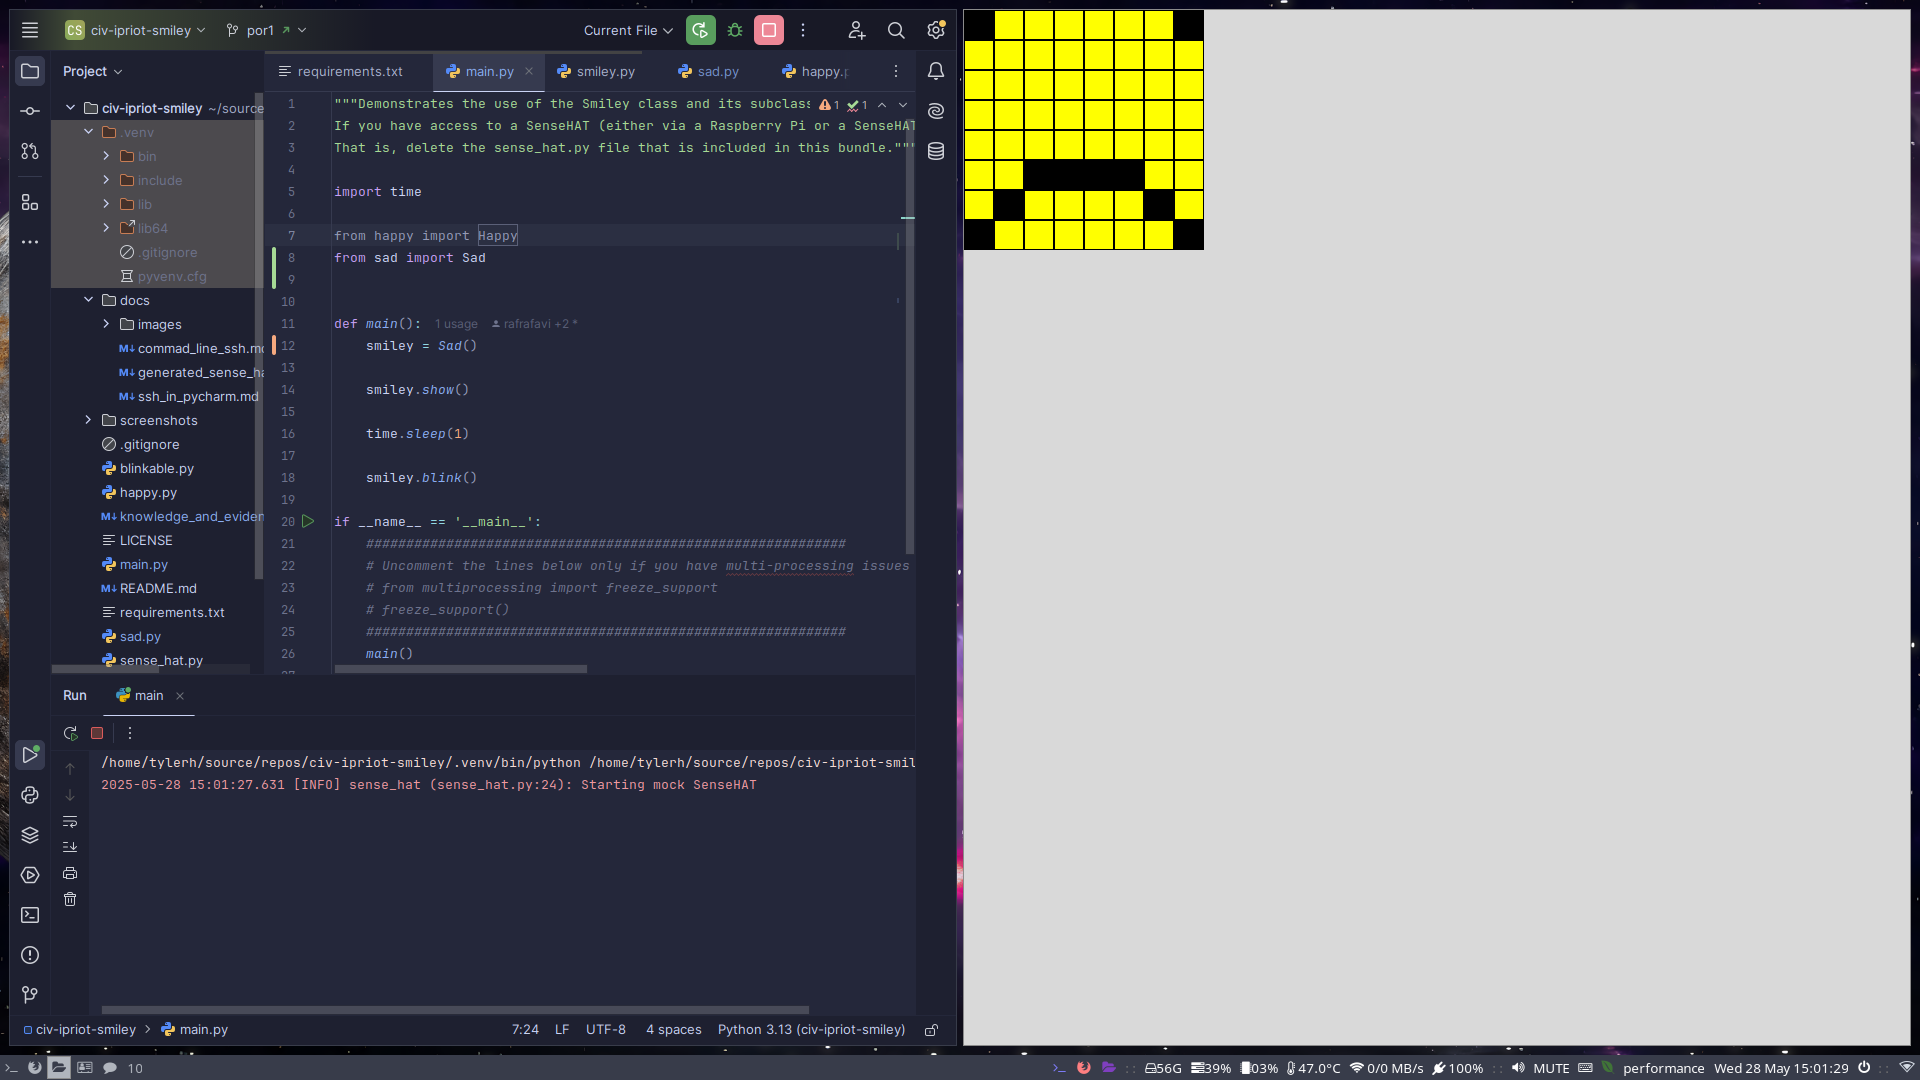 CS civ-ipriot-smiley
por1
Current File
Project
requirements.txt
main.py
smiley.py
sad.py
happy.p
civ-ipriot-smiley ~/source
.venv
bin
include
lib
lib64
.gitignore
pyvenv.cfg
docs
images
commad_line_ssh.m
generated_sense_ha
ssh_in_pycharm.md
screenshots
.gitignore
blinkable.py
happy.py
knowledge_and_eviden
LICENSE
main.py
README.md
requirements.txt
sad.py
sense_hat.py
1 """Demonstrates the use of the Smiley class and its subclass 1 1
2 If you have access to a SenseHAT (either via a Raspberry Pi or a SenseHAT
3 That is, delete the sense_hat.py file that is included in this bundle."""
4
5 import time
6
7 from happy import Happy
8 from sad import Sad
9
10
11 def main(): 1 usage rafrafavi +2 *
12 smiley = Sad()
13
14 smiley.show()
15
16 time.sleep(1)
17
18 smiley.blink()
19
20 if __name__ == '__main__':
21 ############################################################
22 # Uncomment the lines below only if you have multi-processing issues
23 # from multiprocessing import freeze_support
24 # freeze_support()
25 ############################################################
26 main()
Run main
/home/tylerh/source/repos/civ-ipriot-smiley/.venv/bin/python /home/tylerh/source/repos/civ-ipriot-smil
2025-05-28 15:01:27.631 [INFO] sense_hat (sense_hat.py:24): Starting mock SenseHAT
civ-ipriot-smiley > main.py
7:24 LF UTF-8 4 spaces Python 3.13 (civ-ipriot-smiley)
10
56G 39% 03% 47.0°C 0/0 MB/s 100% MUTE performance Wed 28 May 15:01:29